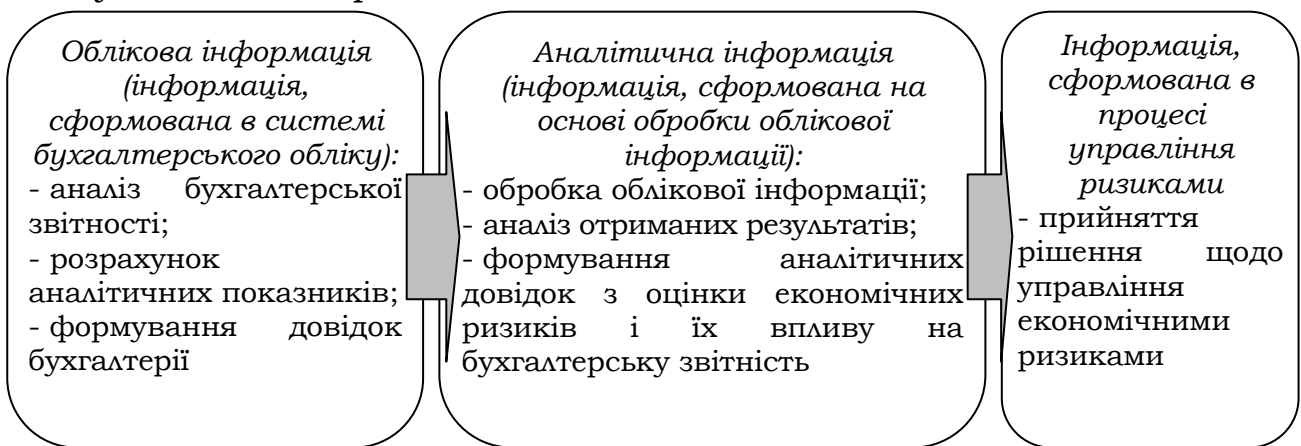 Облікова інформація
(інформація,
сформована в системі
бухгалтерського обліку):
- аналіз бухгалтерської
звітності;
- розрахунок
аналітичних показників;
- формування довідок
бухгалтерії
Аналітична інформація
(інформація, сформована на
основі обробки облікової
інформації):
- обробка облікової інформації;
- аналіз отриманих результатів;
- формування аналітичних
довідок з оцінки економічних
ризиків і їх впливу на
бухгалтерську звітність
Інформація,
сформована в
процесі
управління
ризиками
- прийняття
рішення щодо
управління
економічними
ризиками